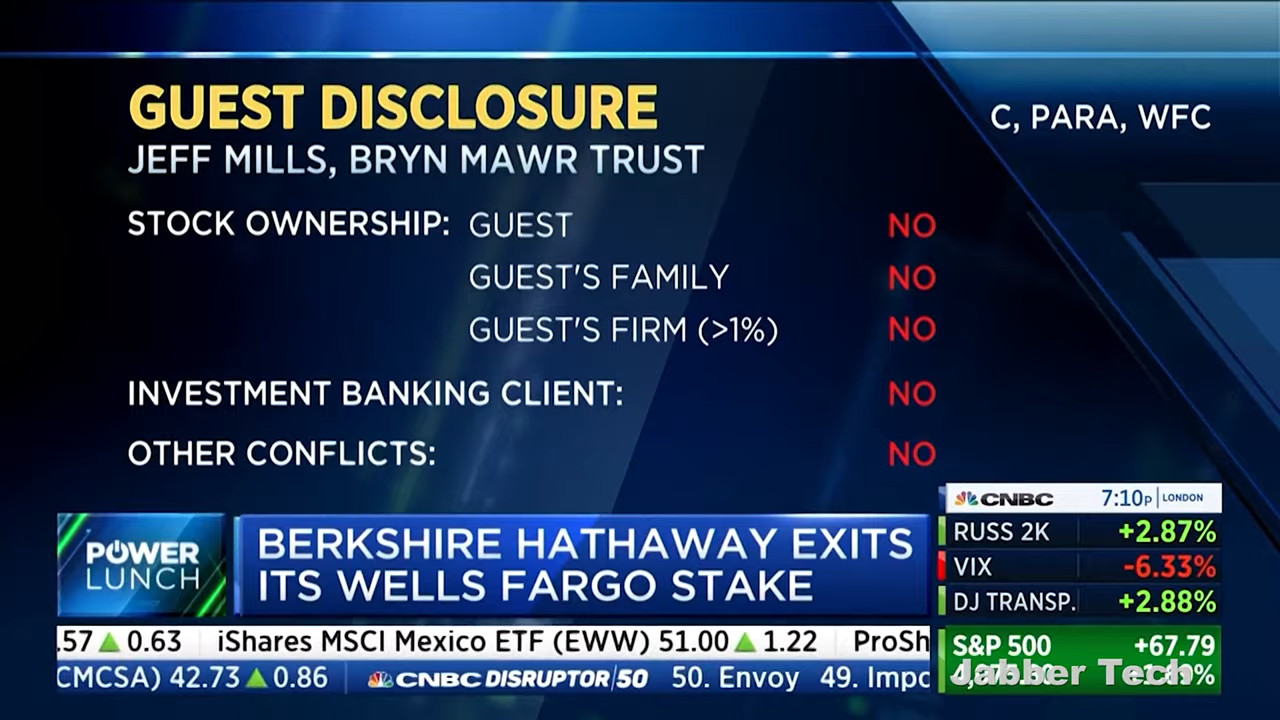 GUEST DISCLOSURE
C, PARA, WFC
JEFF MILLS, BRYN MAWR TRUST
STOCK OWNERSHIP: GUEST NO
GUEST'S FAMILY NO
GUEST'S FIRM (>1%) NO
INVESTMENT BANKING CLIENT: NO
OTHER CONFLICTS: NO
CNBC 7:10P LONDON
RUSS 2K +2.87%
VIX -6.33%
DJ TRANSP. +2.88%
S&P 500 +67.79
Jabber Tech
POWER LUNCH
BERKSHIRE HATHAWAY EXITS
ITS WELLS FARGO STAKE
.57 ▲ 0.63 iShares MSCI Mexico ETF (EWW) 51.00 ▲ 1.22 ProSh
CMCSA) 42.73 ▲ 0.86 CNBC DISRUPTOR/50 50. Envoy 49. Impo